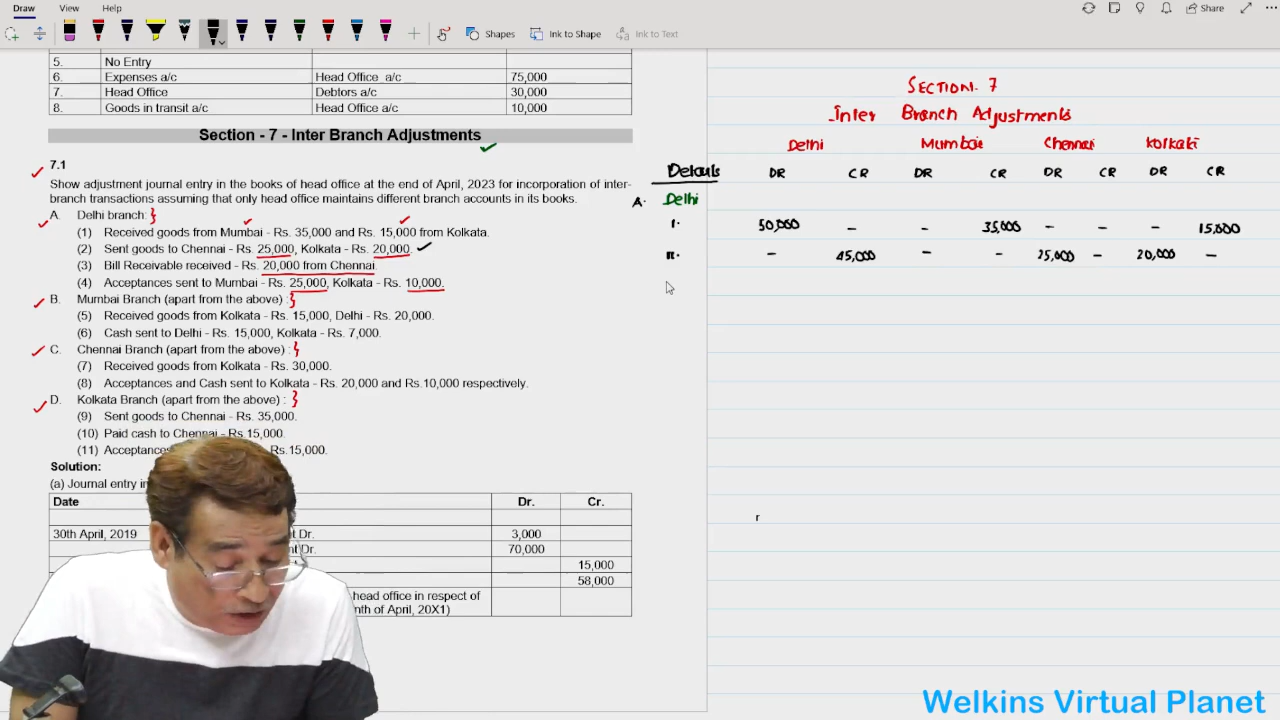 Draw View Help
Share
Shapes Ink to Shape Ink to Text
5. No Entry
6. Expenses a/c Head Office a/c 75,000
7. Head Office Debtors a/c 30,000
8. Goods in transit a/c Head Office a/c 10,000
Section - 7 - Inter Branch Adjustments
7.1
Show adjustment journal entry in the books of head office at the end of April, 2023 for incorporation of inter-
branch transactions assuming that only head office maintains different branch accounts in its books.
A. Delhi branch:
(1) Received goods from Mumbai - Rs. 35,000 and Rs. 15,000 from Kolkata.
(2) Sent goods to Chennai - Rs. 25,000, Kolkata - Rs. 20,000.
(3) Bill Receivable received - Rs. 20,000 from Chennai.
(4) Acceptances sent to Mumbai - Rs. 25,000, Kolkata - Rs. 10,000.
B. Mumbai Branch (apart from the above) :
(5) Received goods from Kolkata - Rs. 15,000, Delhi - Rs. 20,000.
(6) Cash sent to Delhi - Rs. 15,000, Kolkata - Rs. 7,000.
C. Chennai Branch (apart from the above) :
(7) Received goods from Kolkata - Rs. 30,000.
(8) Acceptances and Cash sent to Kolkata - Rs. 20,000 and Rs.10,000 respectively.
D. Kolkata Branch (apart from the above) :
(9) Sent goods to Chennai - Rs. 35,000.
(10) Paid cash to Chennai - Rs.15,000.
(11) Acceptances Rs.15,000.
Solution:
(a) Journal entry in
Date Dr. Cr.
30th April, 2019 Dr. 3,000
Dr. 70,000
15,000
58,000
head office in respect of
of April, 20X1)
SECTION. 7
Inter Branch Adjustments
Delhi Mumbai Chennai Kolkati
Details DR CR DR CR DR CR DR CR
A. Delhi
I. 50,000 - - 35,000 - - - 15,000
II. - 45,000 - - 25,000 - 20,000 -
Welkins Virtual Planet